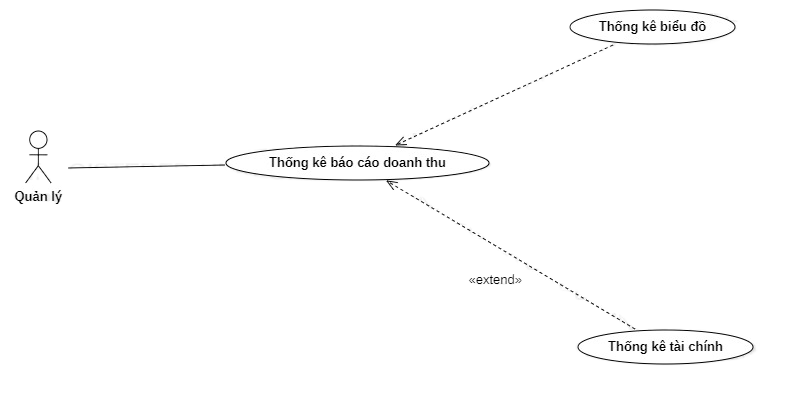 Thống kê biểu đồ
Thống kê báo cáo doanh thu
Quản lý
«extend»
Thống kê tài chính